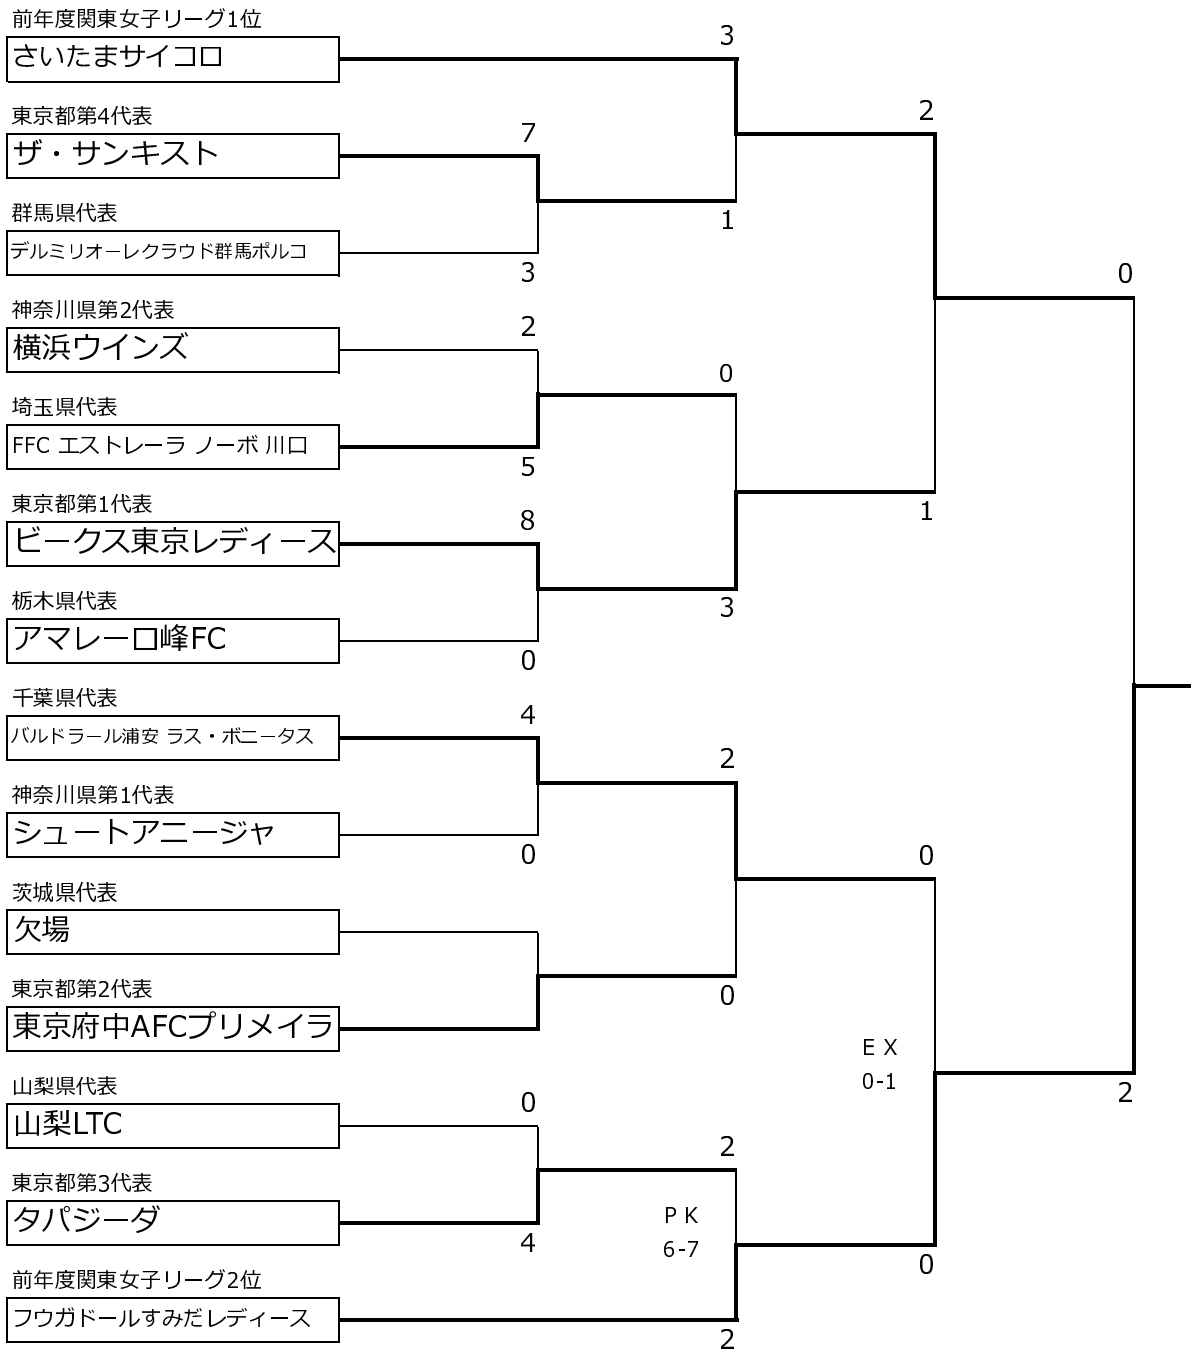 前年度関東女子リーグ1位
さいたまサイコロ
3
東京都第4代表
ザ・サンキスト
7
2
群馬県代表
デルミリオーレクラウド群馬ポルコ
3
1
神奈川県第2代表
横浜ウインズ
2
0
埼玉県代表
FFC エストレーラ ノーボ 川口
5
0
東京都第1代表
ビークス東京レディース
8
1
栃木県代表
アマレーロ峰FC
0
3
千葉県代表
バルドラール浦安 ラス・ボニータス
4
2
神奈川県第1代表
シュートアニージャ
0
0
茨城県代表
欠場
東京都第2代表
東京府中AFCプリメイラ
0
EX
0-1
山梨県代表
山梨LTC
0
2
2
東京都第3代表
タパジーダ
4
PK
6-7
前年度関東女子リーグ2位
フウガドールすみだレディース
0
2